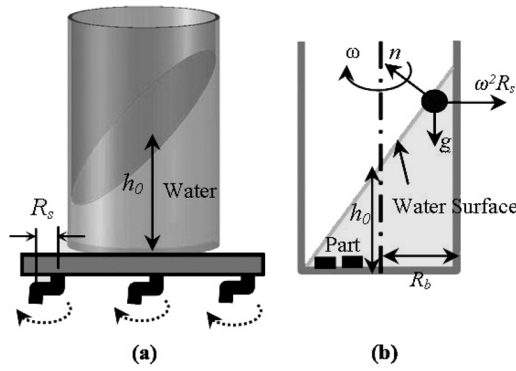 h0
Water
Rs
(a)
ω
n
ω²Rs
g
h0
Water Surface
Part
Rb
(b)